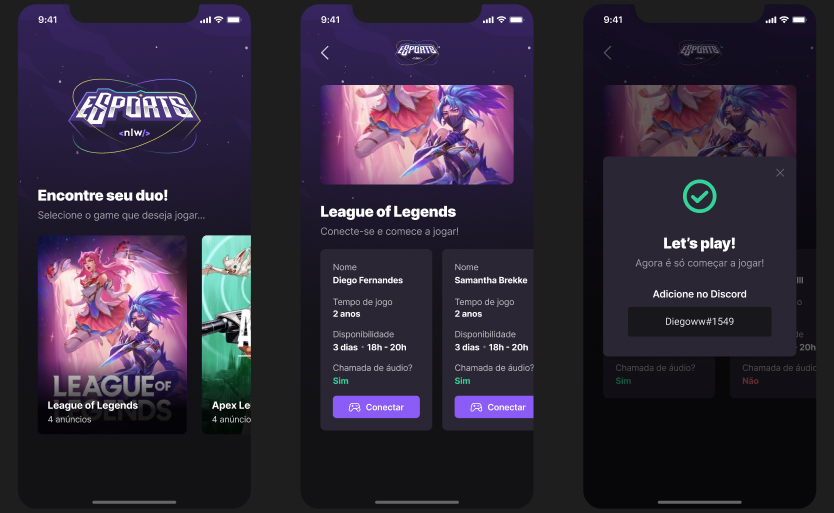 9:41
ESPORTS
<nlw/>
Encontre seu duo!
Selecione o game que deseja jogar...
LEAGUE OF
LEGENDS
League of Legends
4 anúncios
Apex Le
4 anúncio
9:41
ESPORTS
<nlw/>
League of Legends
Conecte-se e comece a jogar!
Nome
Diego Fernandes
Tempo de jogo
2 anos
Disponibilidade
3 dias • 18h - 20h
Chamada de áudio?
Sim
Conectar
Nome
Samantha Brekke
Tempo de jogo
2 anos
Disponibilidade
3 dias • 18h - 20h
Chamada de áudio?
Sim
Conectar
9:41
ESPORTS
Let's play!
Agora é só começar a jogar!
Adicione no Discord
Diegoww#1549
Chamada de áudio?
Sim
20h
Chamada de áudio
Não